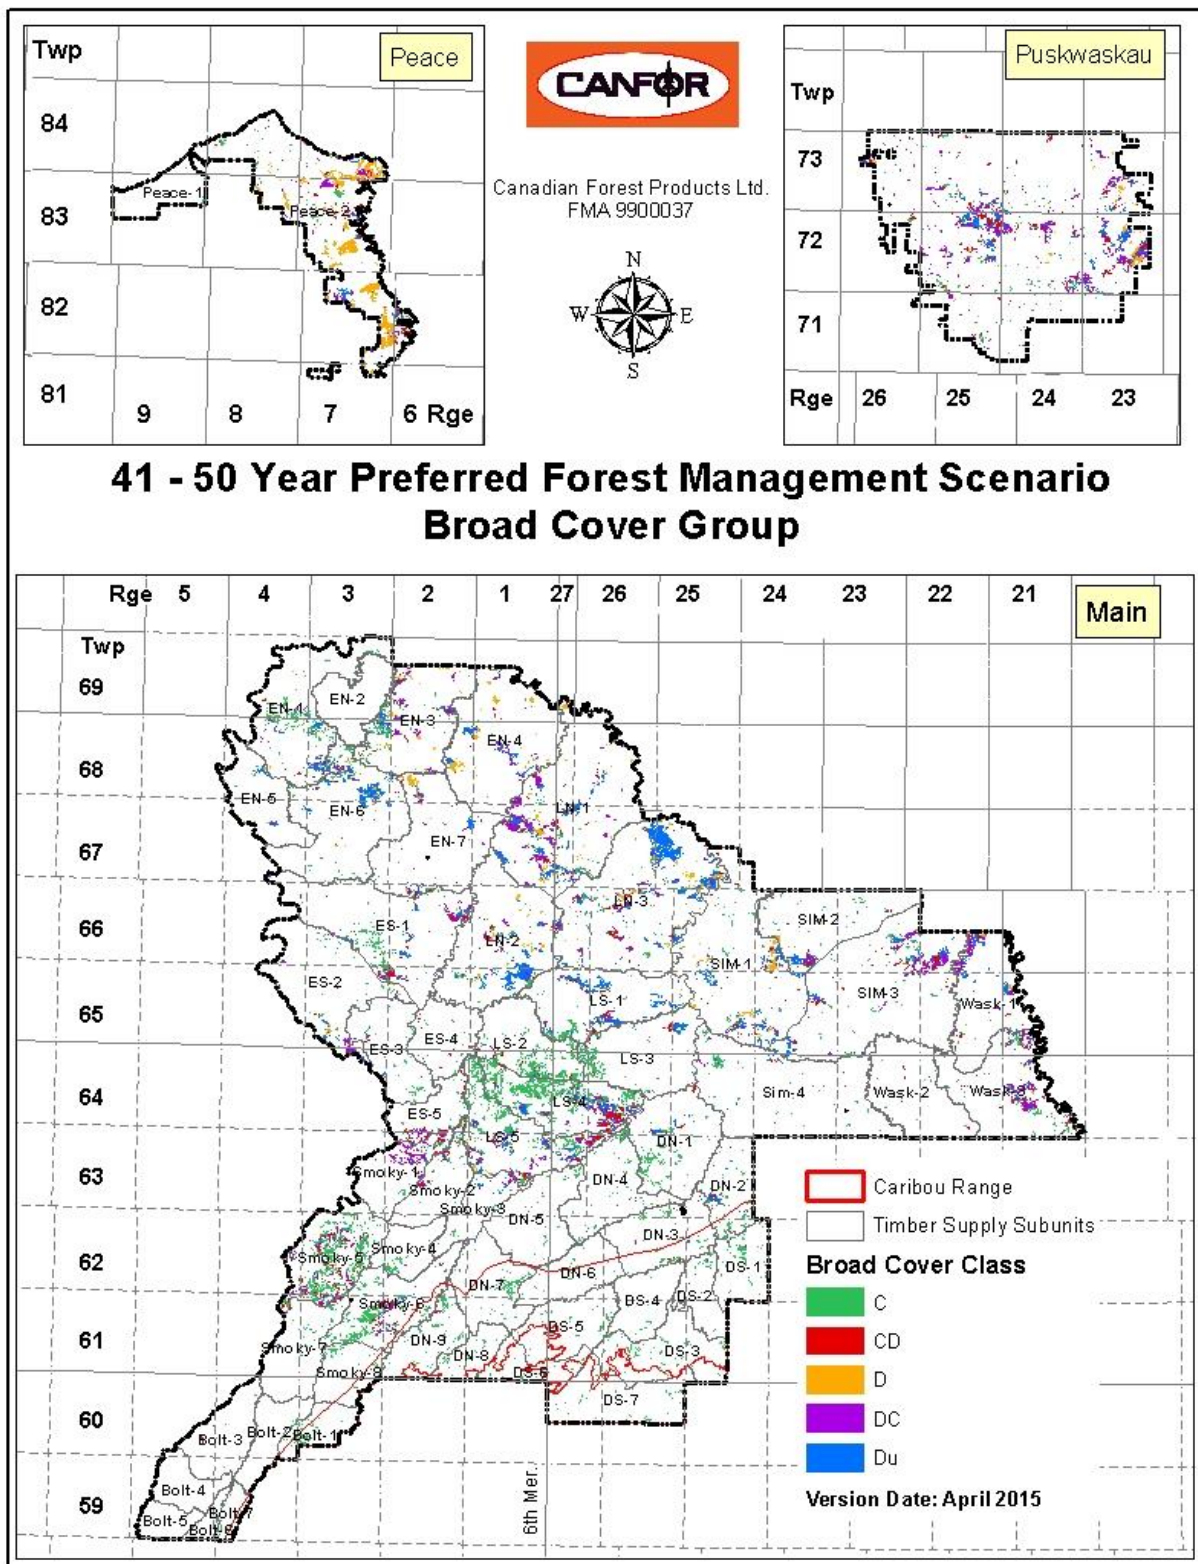 Twp
Peace
84
83
82
81
Peace-1
Peace-2
9 8 7 6 Rge
CANFOR
Canadian Forest Products Ltd.
FMA 9900037
N
W E
S
Puskwaskau
Twp
73
72
71
Rge 26 25 24 23
41 - 50 Year Preferred Forest Management Scenario
Broad Cover Group
Rge 5 4 3 2 1 27 26 25 24 23 22 21
Main
Twp
69
68
67
66
65
64
63
62
61
60
59
EN-2
EN-3
EN-4
EN-5
EN-6
EN-7
LN-1
LN-3
ES-1
LN-2
SIM-2
SIM-1
ES-2
SIM-3
LS-1
Wask-1
ES-4
LS-2
ES-3
LS-3
Sim-4
Wask-2
Wask-3
LS-4
ES-5
LS-5
DN-1
Smoky-1
DN-4
Smoky-2
DN-2
Smoky-3
DN-5
DN-3
Smoky-4
Smoky-5
DN-6
DS-1
DN-7
DS-2
DS-4
Smoky-6
DS-5
DN-9
Smoky-7
DN-8
DS-3
Smoky-8
DS-6
DS-7
Bolt-3
Bolt-2
Bolt-1
Bolt-4
Bolt-7
Bolt-5
Bolt-6
6th Mer.
Caribou Range
Timber Supply Subunits
Broad Cover Class
C
CD
D
DC
Du
Version Date: April 2015